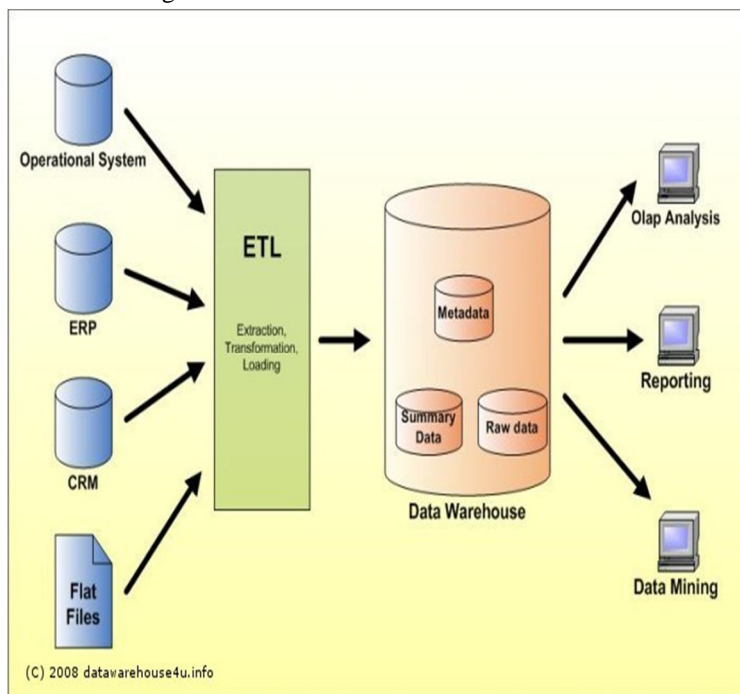 Operational System
ERP
CRM
Flat
Files
ETL
Extraction,
Transformation,
Loading
Metadata
Summary
Data
Raw data
Data Warehouse
Olap Analysis
Reporting
Data Mining
(C) 2008 datawarehouse4u.info